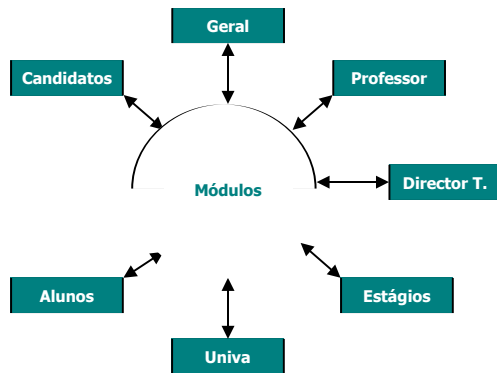 Geral
Candidatos
Professor
Módulos
Director T.
Alunos
Estágios
Univa